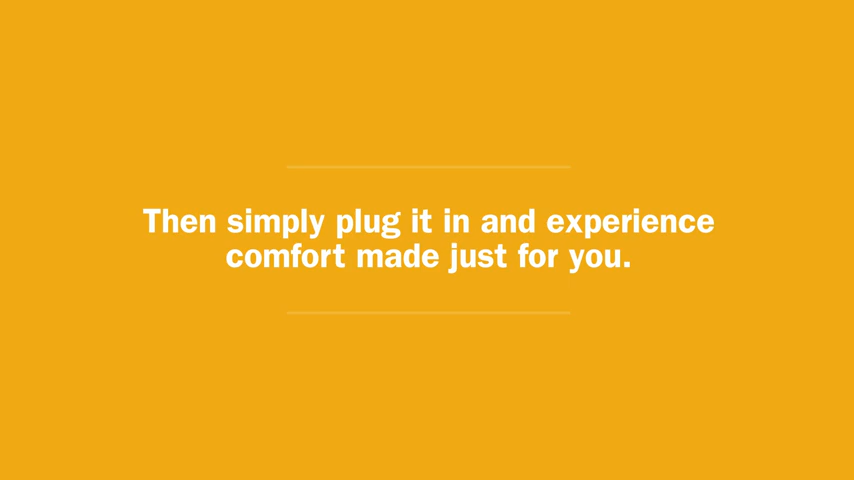 Then simply plug it in and experience
comfort made just for you.